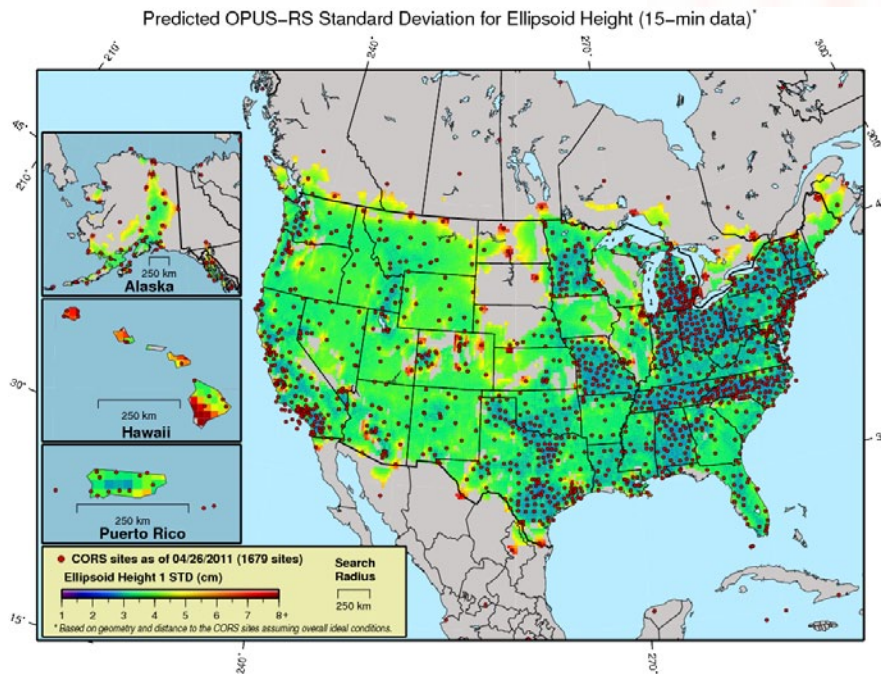 Predicted OPUS-RS Standard Deviation for Ellipsoid Height (15-min data)*
210°
240°
270°
300°
45°
210°
300°
30°
15°
240°
270°
250 km
Alaska
250 km
Hawaii
250 km
Puerto Rico
CORS sites as of 04/26/2011 (1679 sites)
Ellipsoid Height 1 STD (cm)
1 2 3 4 5 6 7 8+
Search
Radius
250 km
* Based on geometry and distance to the CORS sites assuming overall ideal conditions.